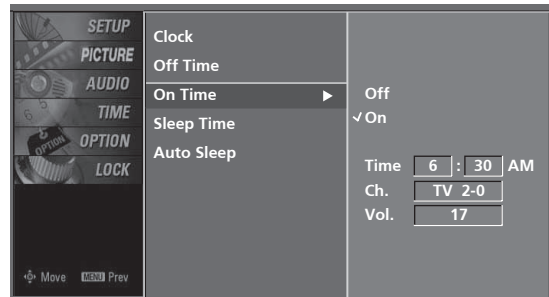 SETUP
PICTURE
AUDIO
TIME
OPTION
OPTION
LOCK
Move MENU Prev
Clock
Off Time
On Time
Sleep Time
Auto Sleep
Off
On
Time 6 : 30 AM
Ch. TV 2-0
Vol. 17